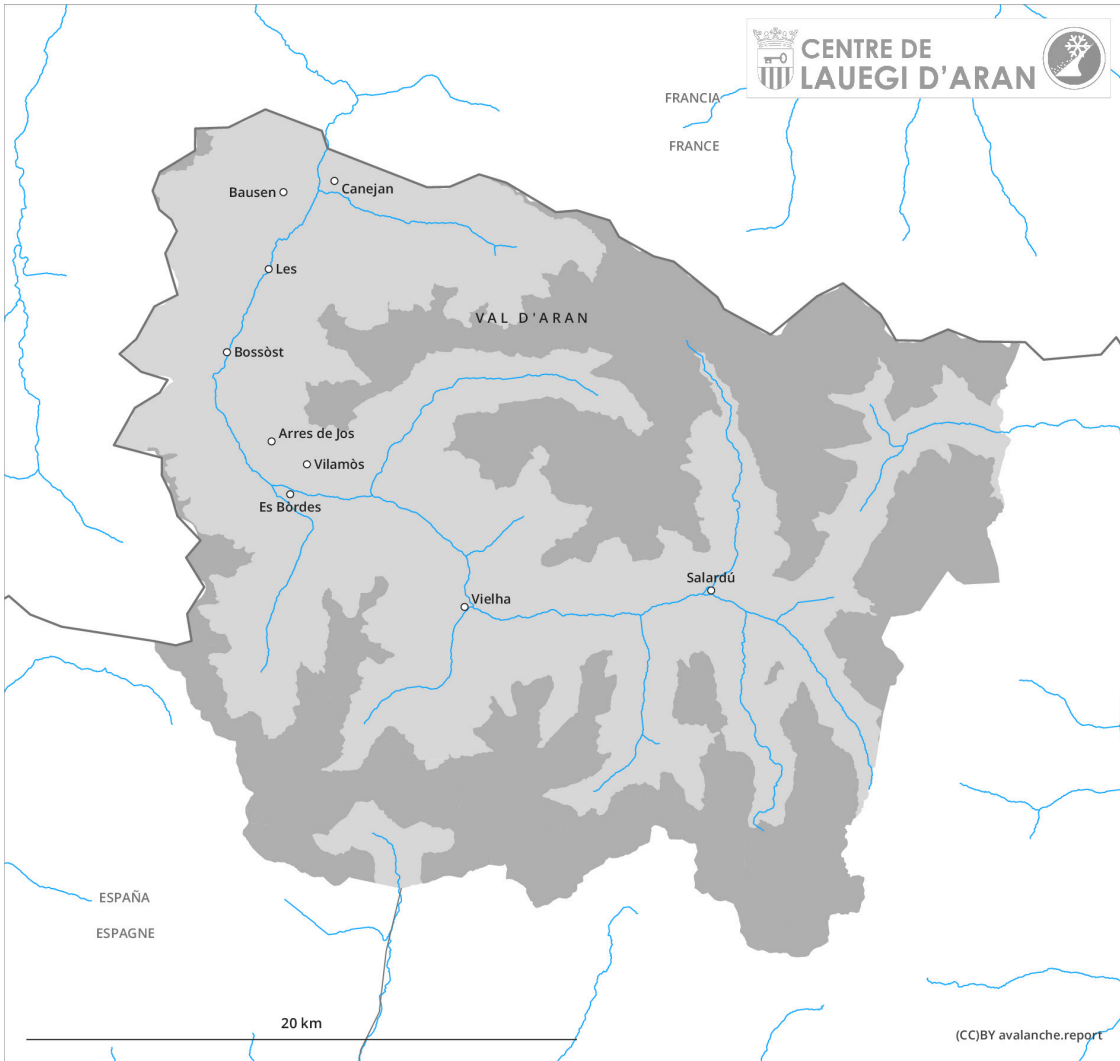 CENTRE DE
LAUEGI D'ARAN
FRANCIA
FRANCE
Bausen
Canejan
Les
VAL D'ARAN
Bossòst
Arres de Jos
Vilamòs
Es Bòrdes
Salardú
Vielha
ESPAÑA
ESPAGNE
20 km
(CC)BY avalanche.report